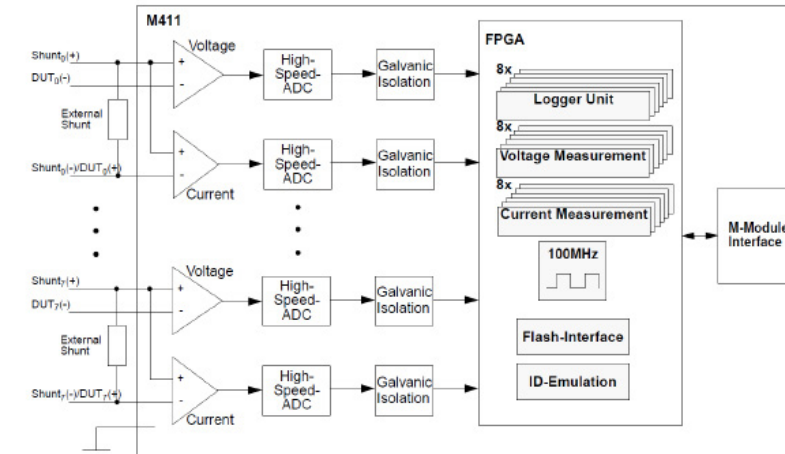 M411
Shunt₀(+)
DUT₀(-)
External
Shunt
Shunt₀(-)/DUT₀(+)
Voltage
High-
Speed-
ADC
Galvanic
Isolation
Current
High-
Speed-
ADC
Galvanic
Isolation
Shunt₇(+)
DUT₇(-)
External
Shunt
Shunt₇(-)/DUT₇(+)
Voltage
High-
Speed-
ADC
Galvanic
Isolation
Current
High-
Speed-
ADC
Galvanic
Isolation
FPGA
8x
Logger Unit
8x
Voltage Measurement
8x
Current Measurement
100MHz
Flash-Interface
ID-Emulation
M-Module
Interface